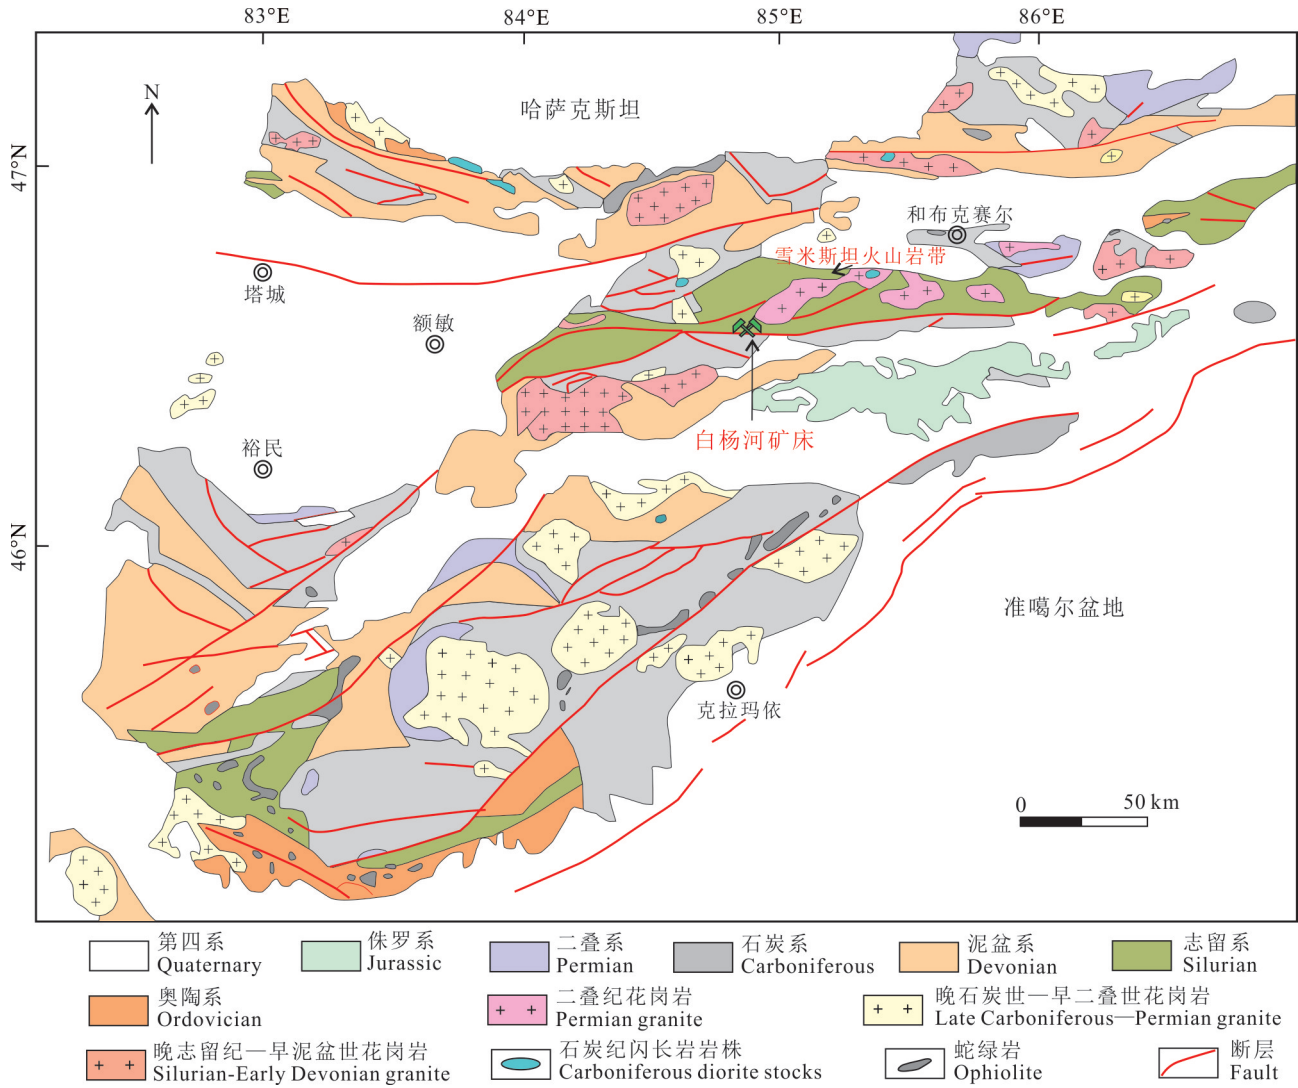 83°E
84°E
85°E
86°E
N
哈萨克斯坦
47°N
和布克赛尔
雪米斯坦火山岩带
塔城
额敏
白杨河矿床
裕民
46°N
准噶尔盆地
克拉玛依
0
50 km
第四系
Quaternary
侏罗系
Jurassic
二叠系
Permian
石炭系
Carboniferous
泥盆系
Devonian
志留系
Silurian
奥陶系
Ordovician
二叠纪花岗岩
Permian granite
晚石炭世—早二叠世花岗岩
Late Carboniferous—Permian granite
晚志留纪—早泥盆世花岗岩
Silurian-Early Devonian granite
石炭纪闪长岩岩株
Carboniferous diorite stocks
蛇绿岩
Ophiolite
断层
Fault